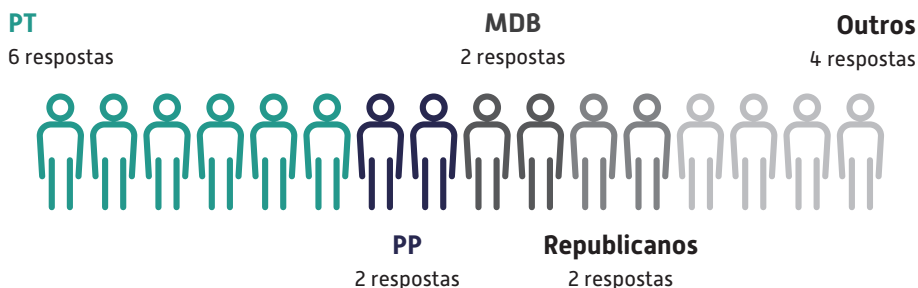 PT
6 respostas
MDB
2 respostas
Outros
4 respostas
PP
2 respostas
Republicanos
2 respostas